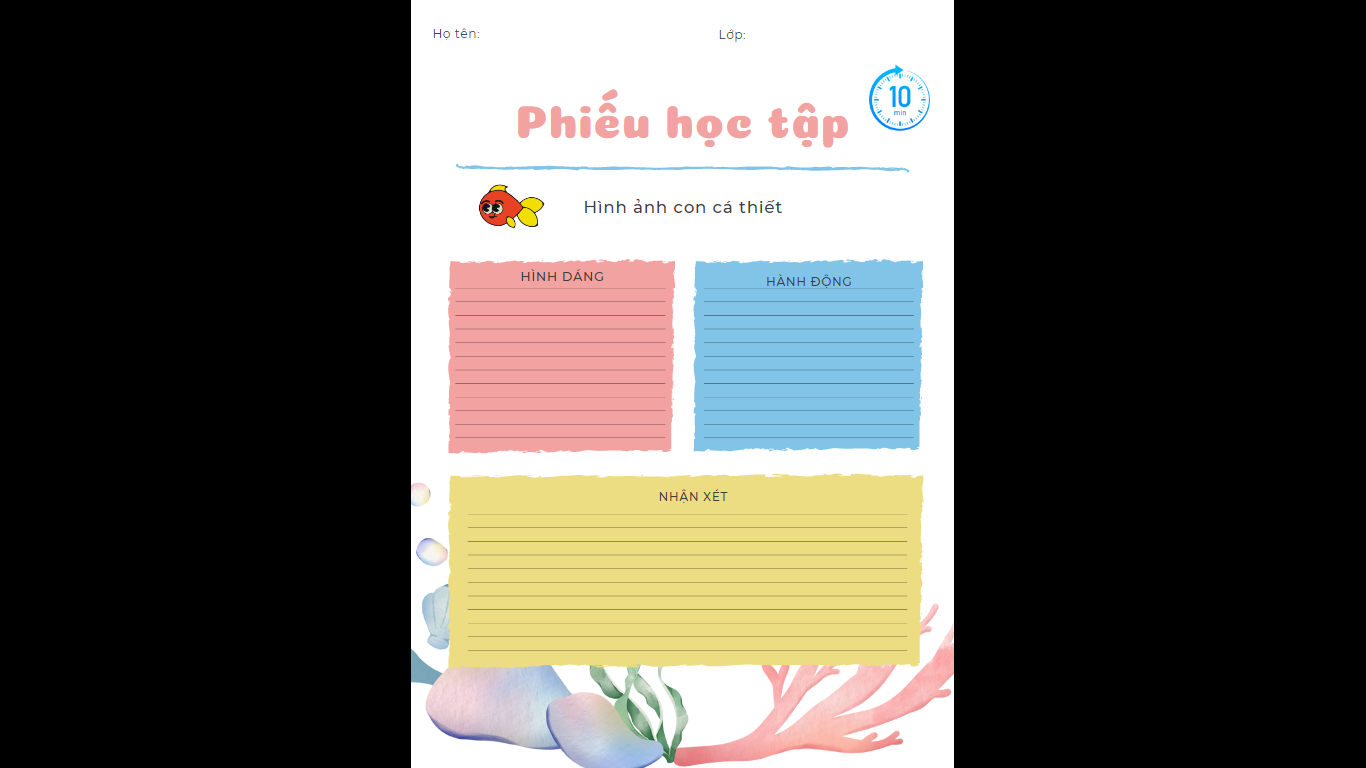 Họ tên:
Lớp:
10
min
Phiếu học tập
Hình ảnh con cá thiết
HÌNH DÁNG
HÀNH ĐỘNG
NHẬN XÉT